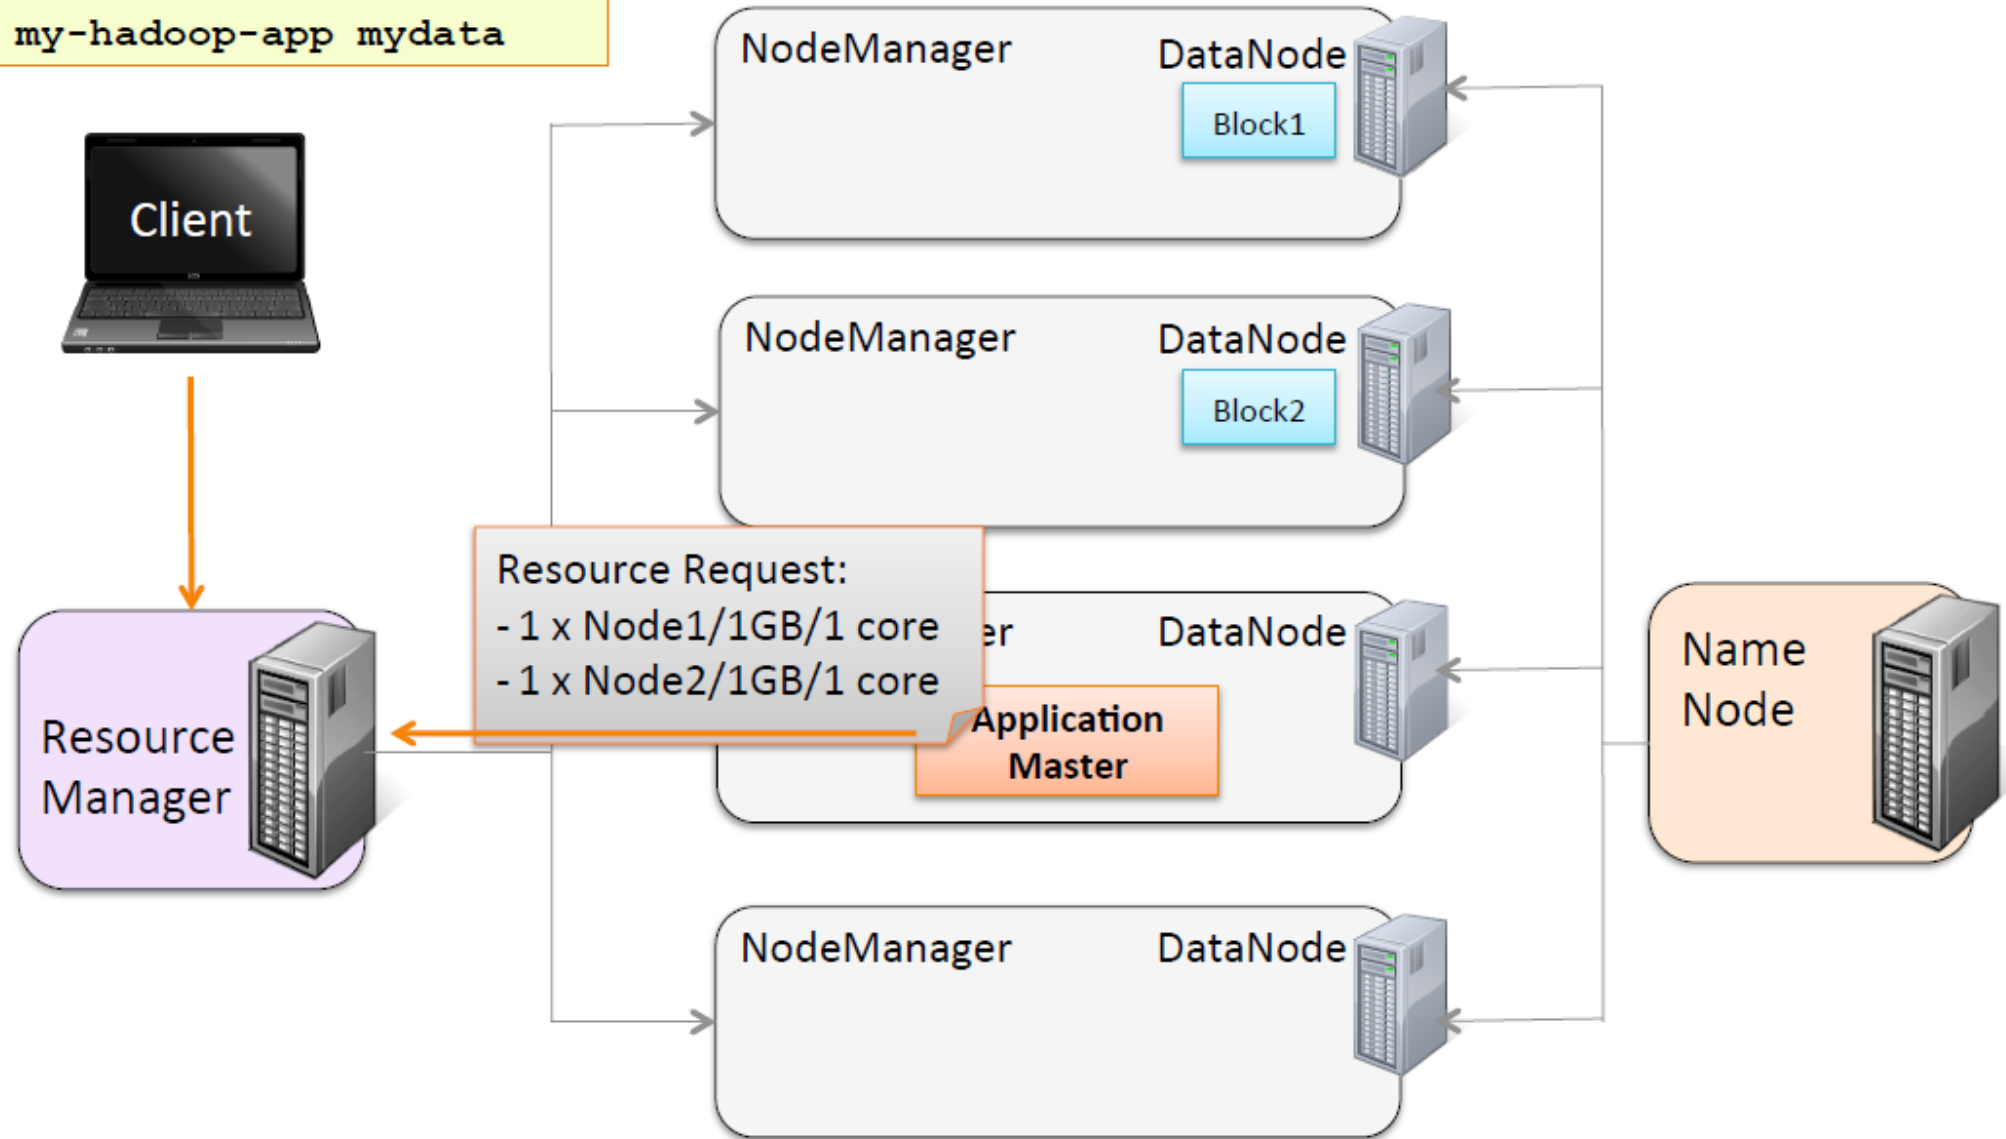 my-hadoop-app mydata
NodeManager
DataNode
Block1
Client
NodeManager
DataNode
Block2
Resource Request:
- 1 x Node1/1GB/1 core
- 1 x Node2/1GB/1 core
er
DataNode
Application
Master
Resource
Manager
Name
Node
NodeManager
DataNode